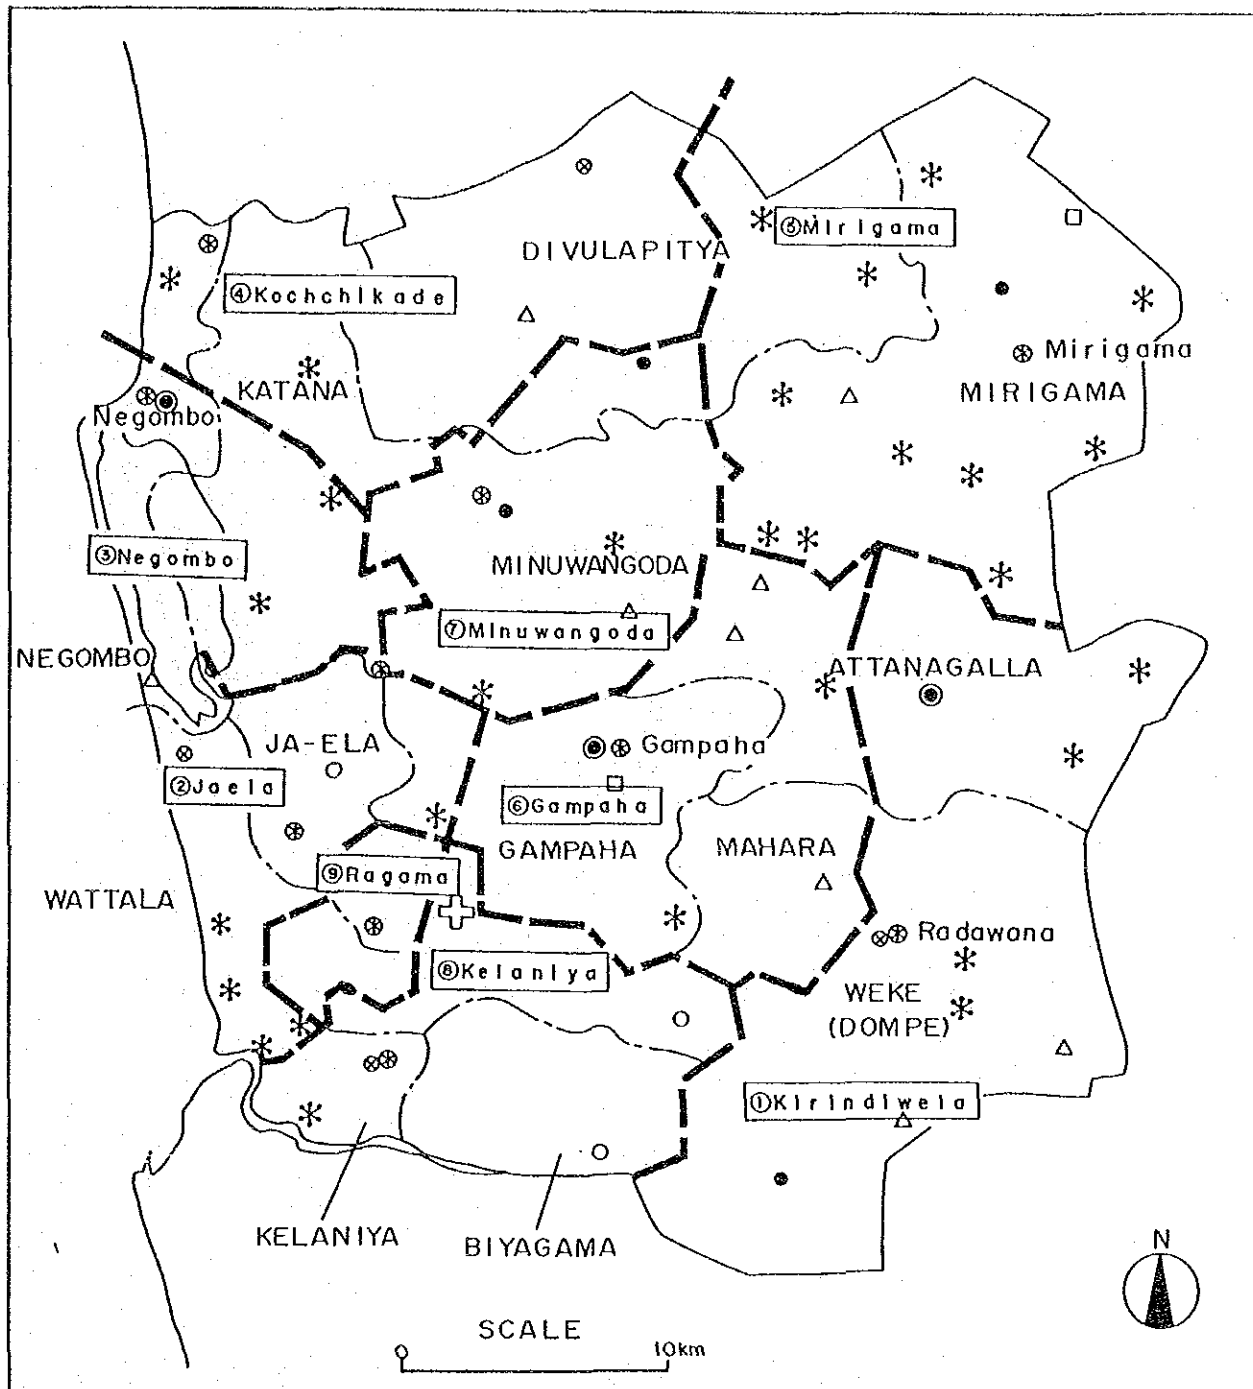 DIVULAPITYA
⑤Mirigama
④Kochchikade
Mirigama
KATANA
MIRIGAMA
Negombo
③Negombo
MINUWANGODA
⑦Minuwangoda
NEGOMBO
ATTANAGALLA
JA-ELA
Gampaha
②Jaela
⑥Gampaha
GAMPAHA
MAHARA
⑨Ragama
WATTALA
Radawana
⑧Kelaniya
WEKE
(DOMPE)
①Kirindiwela
KELANIYA
BIYAGAMA
N
SCALE
0
10km